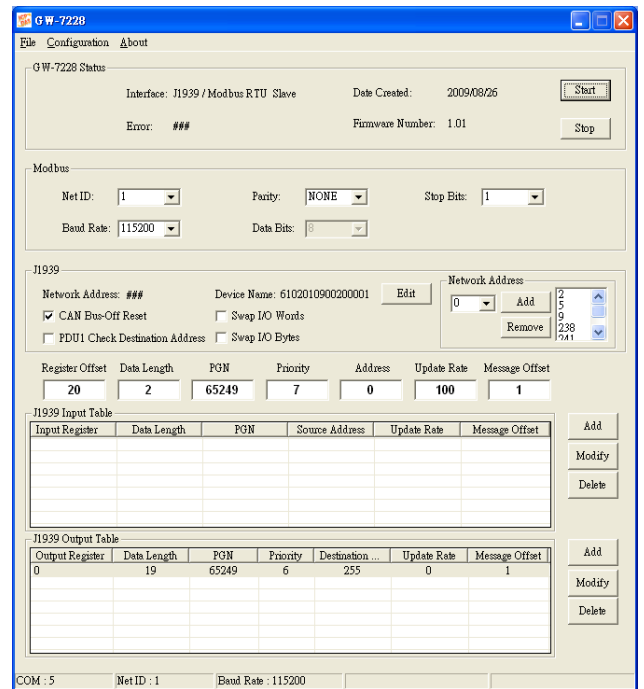 GW-7228
File Configuration About
GW-7228 Status
Interface: J1939 / Modbus RTU Slave Date Created: 2009/08/26 Start
Error: ### Firmware Number: 1.01 Stop
Modbus
Net ID: 1 Parity: NONE Stop Bits: 1
Baud Rate: 115200 Data Bits: 8
J1939
Network Address
Network Address: ### Device Name: 6102010900200001 Edit 0 Add 2
5
CAN Bus-Off Reset Swap I/O Words 9
PDU1 Check Destination Address Swap I/O Bytes Remove 238
241
Register Offset Data Length PGN Priority Address Update Rate Message Offset
20 2 65249 7 0 100 1
J1939 Input Table
Input Register Data Length PGN Source Address Update Rate Message Offset Add
Modify
Delete
J1939 Output Table
Output Register Data Length PGN Priority Destination ... Update Rate Message Offset Add
0 19 65249 6 255 0 1
Modify
Delete
COM : 5 Net ID : 1 Baud Rate : 115200